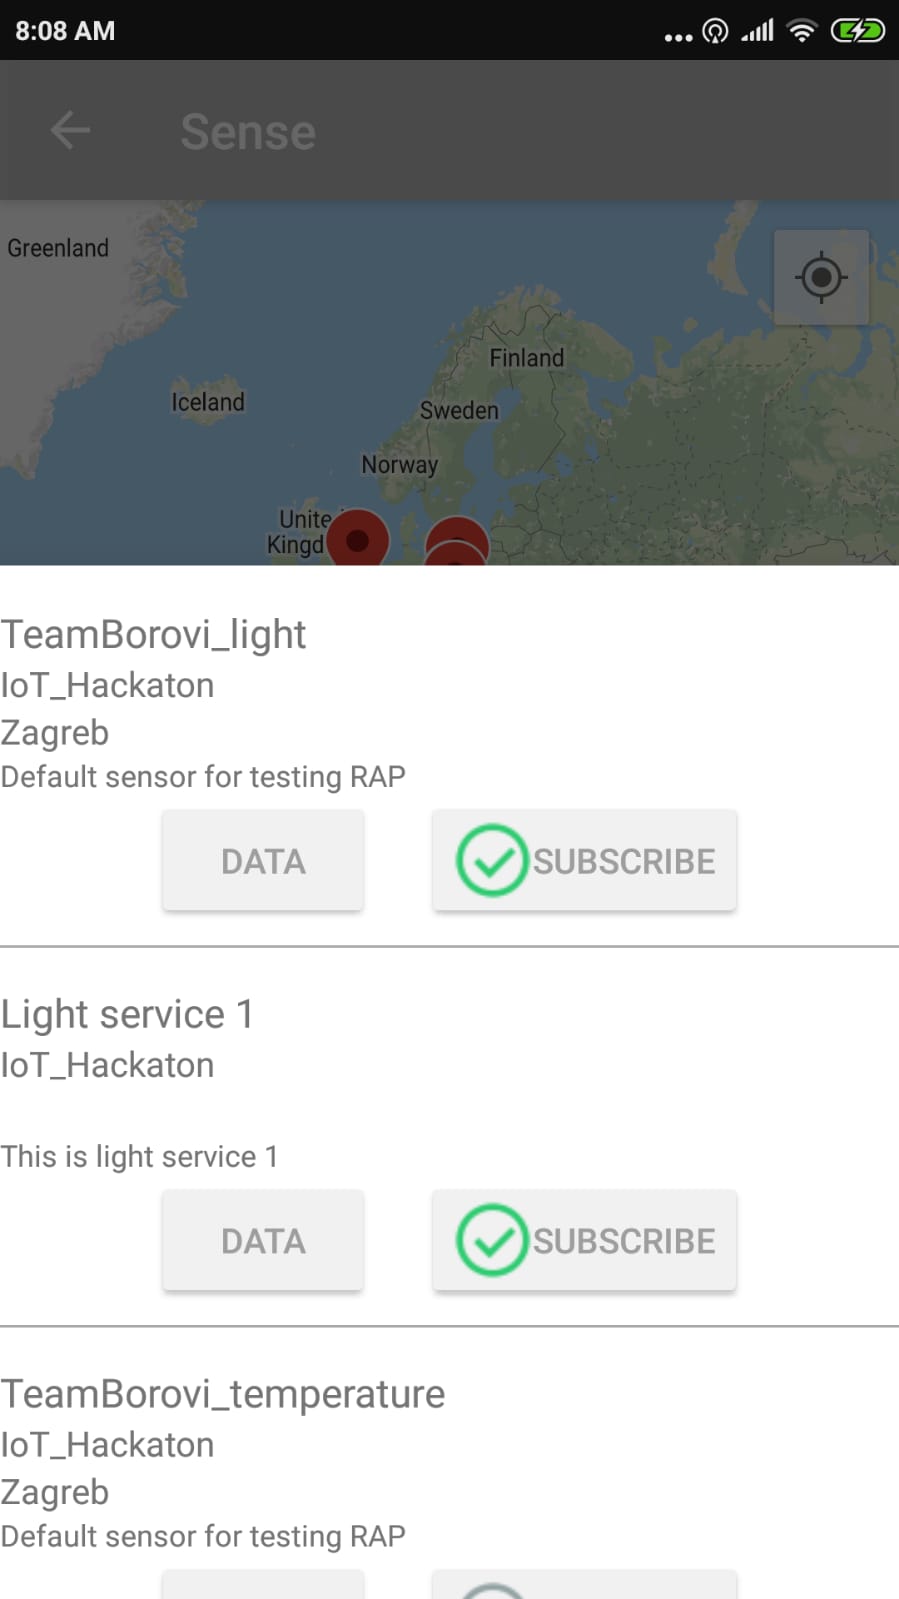 8:08 AM
Sense
Greenland
Finland
Iceland
Sweden
Norway
Unite
Kingd
TeamBorovi_light
IoT_Hackaton
Zagreb
Default sensor for testing RAP
DATA SUBSCRIBE
Light service 1
IoT_Hackaton
This is light service 1
DATA SUBSCRIBE
TeamBorovi_temperature
IoT_Hackaton
Zagreb
Default sensor for testing RAP